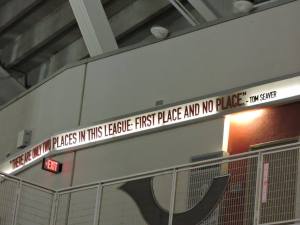 "THERE ARE ONLY TWO PLACES IN THIS LEAGUE: FIRST PLACE AND NO PLACE." - TOM SEAVER
EXIT